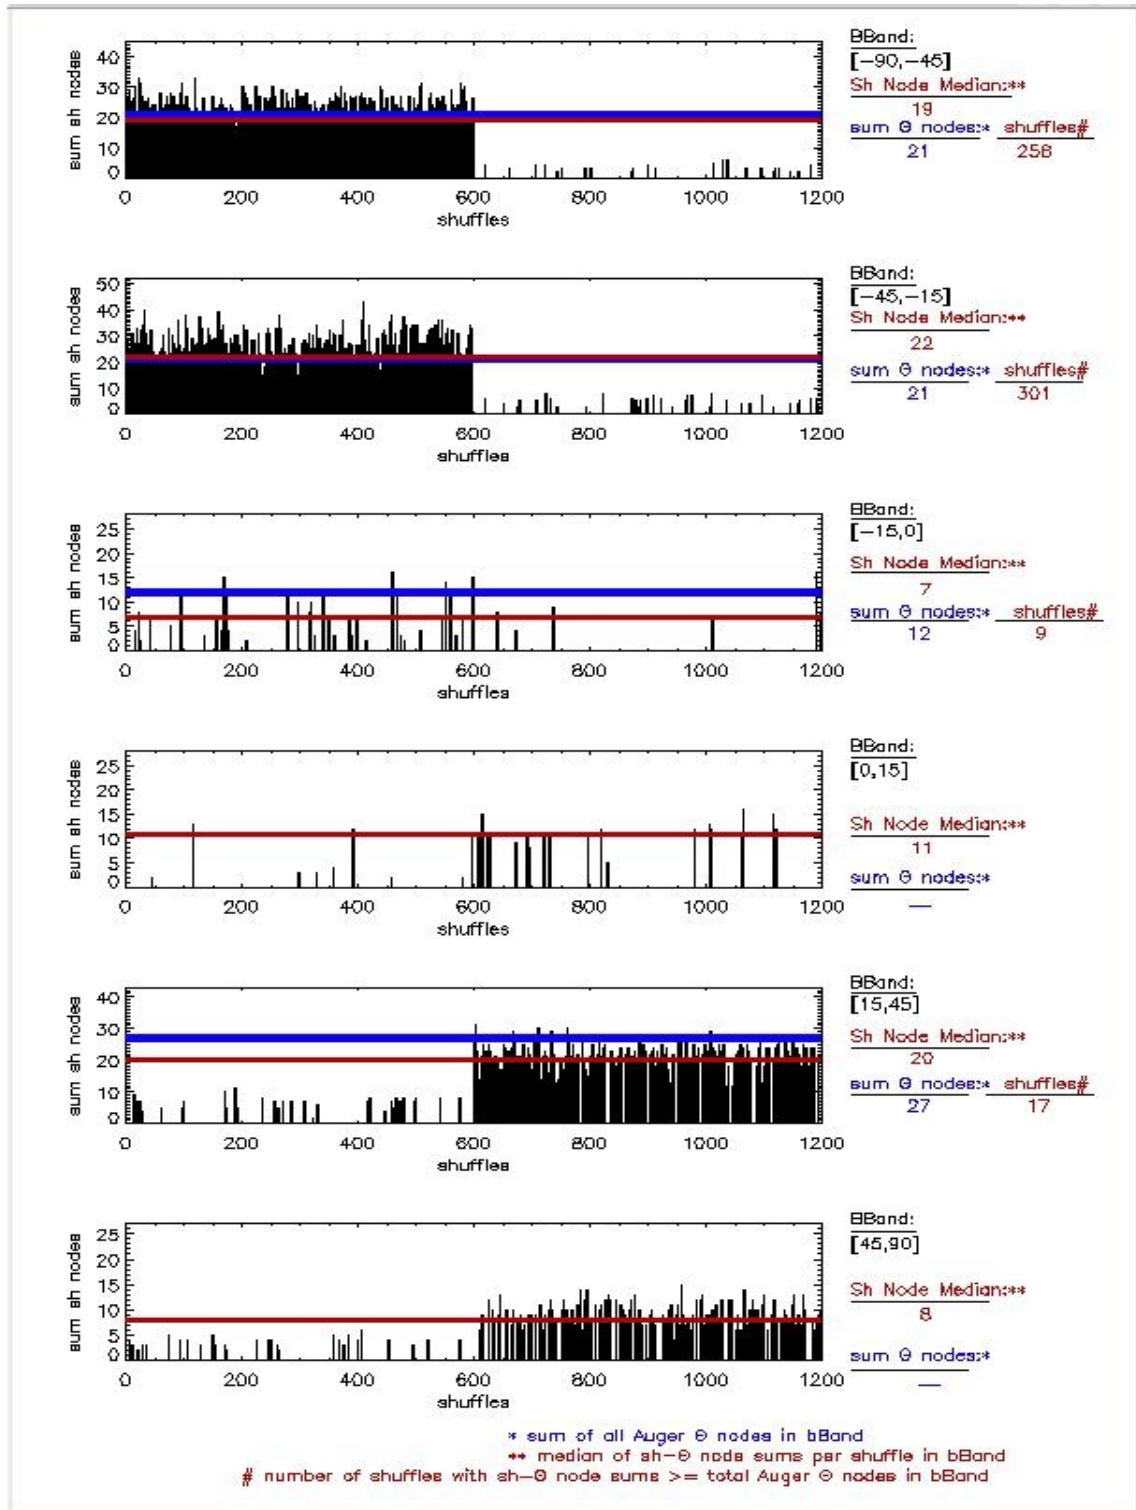 BBand:
[-90,-45]
Sh Node Median:**
19
sum Θ nodes:* shuffles#
21 258
sum sh nodes
40
30
20
10
0
0 200 400 600 800 1000 1200
shuffles
BBand:
[-45,-15]
Sh Node Median:**
22
sum Θ nodes:* shuffles#
21 301
sum sh nodes
50
40
30
20
10
0
0 200 400 600 800 1000 1200
shuffles
BBand:
[-15,0]
Sh Node Median:**
7
sum Θ nodes:* shuffles#
12 9
sum sh nodes
25
20
15
10
5
0
0 200 400 600 800 1000 1200
shuffles
BBand:
[0,15]
Sh Node Median:**
11
sum Θ nodes:*
—
sum sh nodes
25
20
15
10
5
0
0 200 400 600 800 1000 1200
shuffles
BBand:
[15,45]
Sh Node Median:**
20
sum Θ nodes:* shuffles#
27 17
sum sh nodes
40
30
20
10
0
0 200 400 600 800 1000 1200
shuffles
BBand:
[45,90]
Sh Node Median:**
8
sum Θ nodes:*
—
sum sh nodes
25
20
15
10
5
0
0 200 400 600 800 1000 1200
shuffles
* sum of all Auger Θ nodes in bBand
** median of sh-Θ node sums per shuffle in bBand
# number of shuffles with sh-Θ node sums >= total Auger Θ nodes in bBand